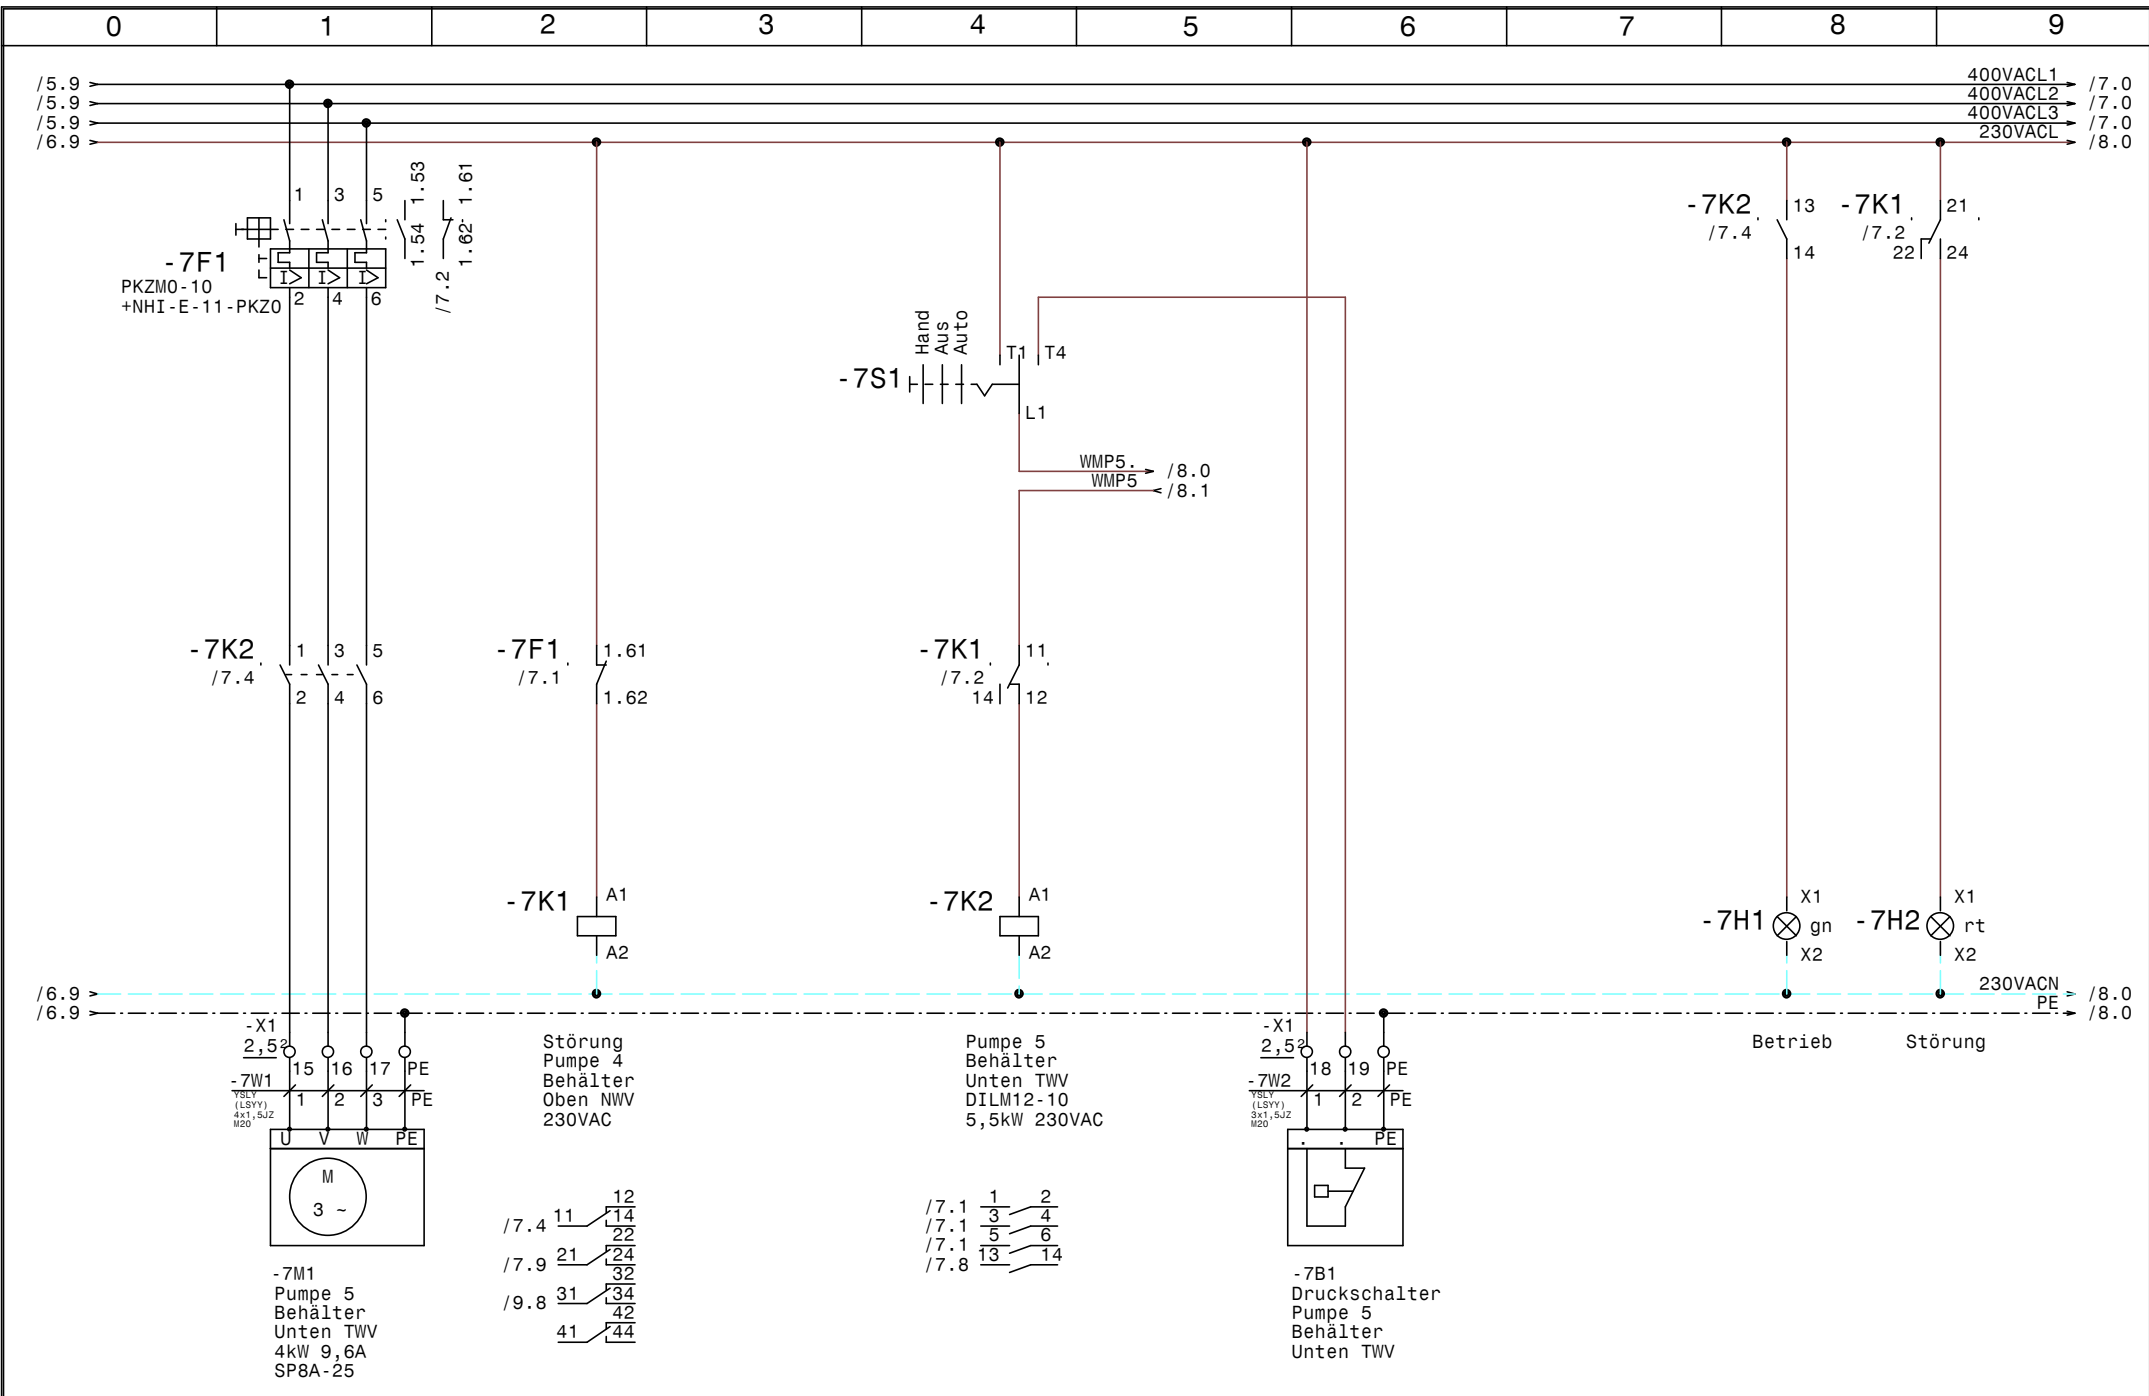 0 1 2 3 4 5 6 7 8 9
/5.9 400VACL1 /7.0
/5.9 400VACL2 /7.0
/5.9 400VACL3 /7.0
/6.9 230VACL /8.0
1 3 5
1.53
1.54
1.61
1.62
/7.2
-7F1
PKZMO-10
+NHI-E-11-PKZ0
I> I> I>
2 4 6
-7K2
/7.4
13
14
-7K1
/7.2
21
22
24
Hand
Aus
Auto
-7S1
T1 T4
L1
WMP5. /8.0
WMP5 /8.1
-7K2
/7.4
1 3 5
2 4 6
-7F1
/7.1
1.61
1.62
-7K1
/7.2
11
14 12
-7K1
A1
A2
-7K2
A1
A2
-7H1
X1
gn
X2
-7H2
X1
rt
X2
/6.9 230VACN /8.0
/6.9 PE /8.0
-X1
2,5²
15 16 17 PE
-7W1
YSLY
(LSYY)
4x1,5JZ
M20
1 2 3 PE
U V W PE
M
3 ~
-7M1
Pumpe 5
Behälter
Unten TWV
4kW 9,6A
SP8A-25
Störung
Pumpe 4
Behälter
Oben NWV
230VAC
12
/7.4 11 14
22
/7.9 21 24
32
/9.8 31 34
42
41 44
Pumpe 5
Behälter
Unten TWV
DILM12-10
5,5kW 230VAC
/7.1 1 2
/7.1 3 4
/7.1 5 6
/7.8 13 14
-X1
2,5²
18 19 PE
-7W2
YSLY
(LSYY)
3x1,5JZ
M20
1 2 PE
. . PE
-7B1
Druckschalter
Pumpe 5
Behälter
Unten TWV
Betrieb
Störung